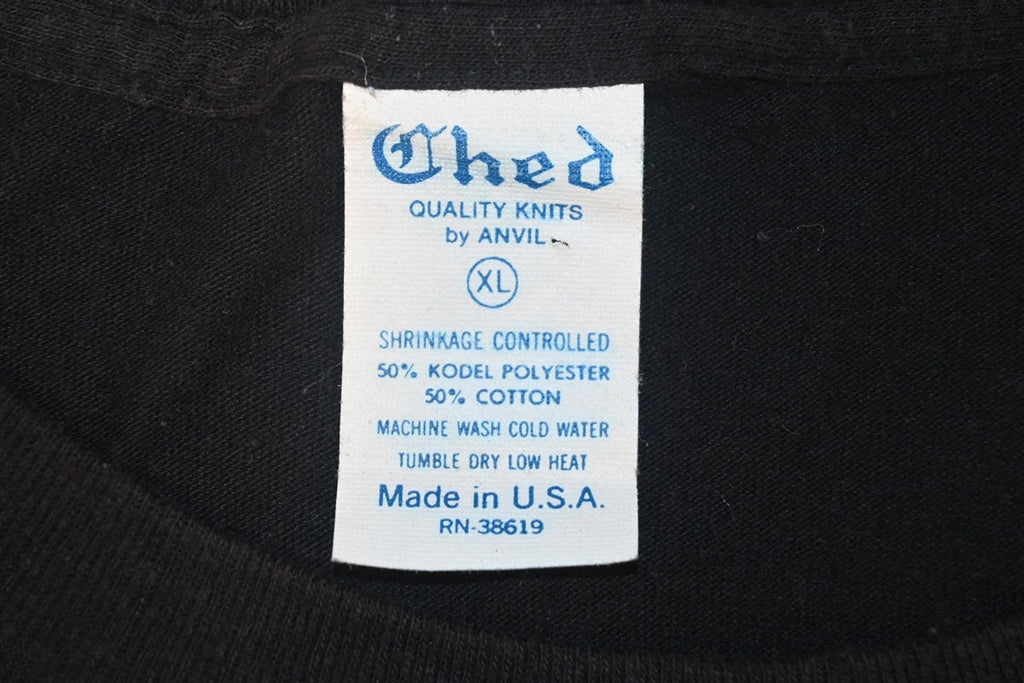 Ched
QUALITY KNITS
by ANVIL
XL
SHRINKAGE CONTROLLED
50% KODEL POLYESTER
50% COTTON
MACHINE WASH COLD WATER
TUMBLE DRY LOW HEAT
Made in U.S.A.
RN-38619